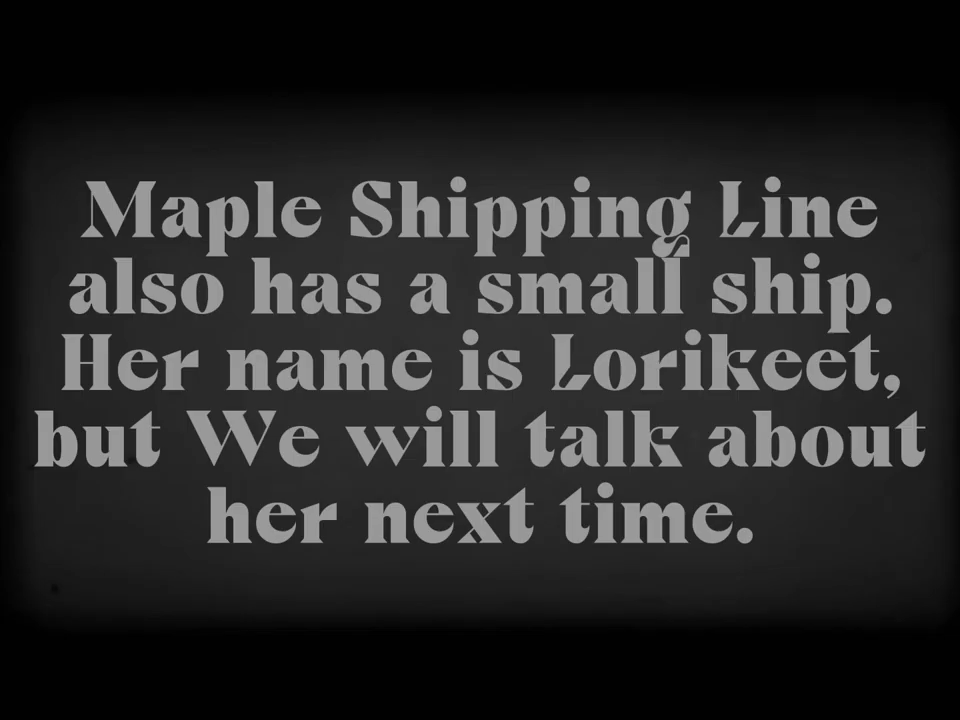 Maple Shipping Line
also has a small ship.
Her name is Lorikeet,
but We will talk about
her next time.